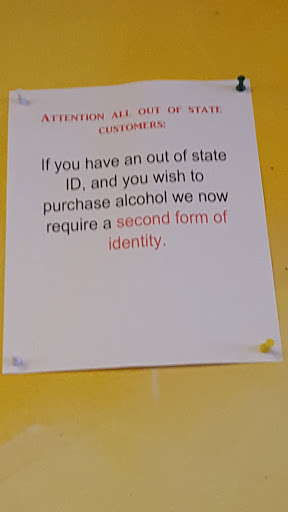 ATTENTION ALL OUT OF STATE
CUSTOMERS:
If you have an out of state
ID, and you wish to
purchase alcohol we now
require a second form of
identity.